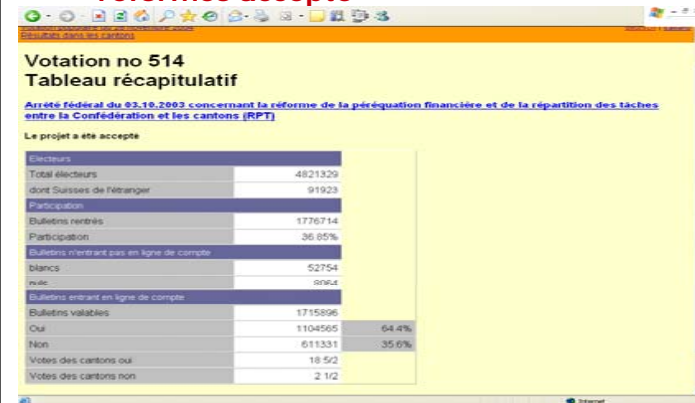 réformes accepté
Résultats dans les cantons
Votation no 514
Tableau récapitulatif
Arrêté fédéral du 03.10.2003 concernant la réforme de la péréquation financière et de la répartition des tâches
entre la Confédération et les cantons (RPT)
Le projet a été accepté
Electeurs
Total électeurs 4821329
dont Suisses de l'étranger 91923
Participation
Bulletins rentrés 1776714
Participation 36.85%
Bulletins n'entrant pas en ligne de compte
blancs 52754
Bulletins entrant en ligne de compte
Bulletins valables 1715896
Oui 1104565 64.4%
Non 611331 35.6%
Votes des cantons oui 18 5/2
Votes des cantons non 2 1/2
Internet